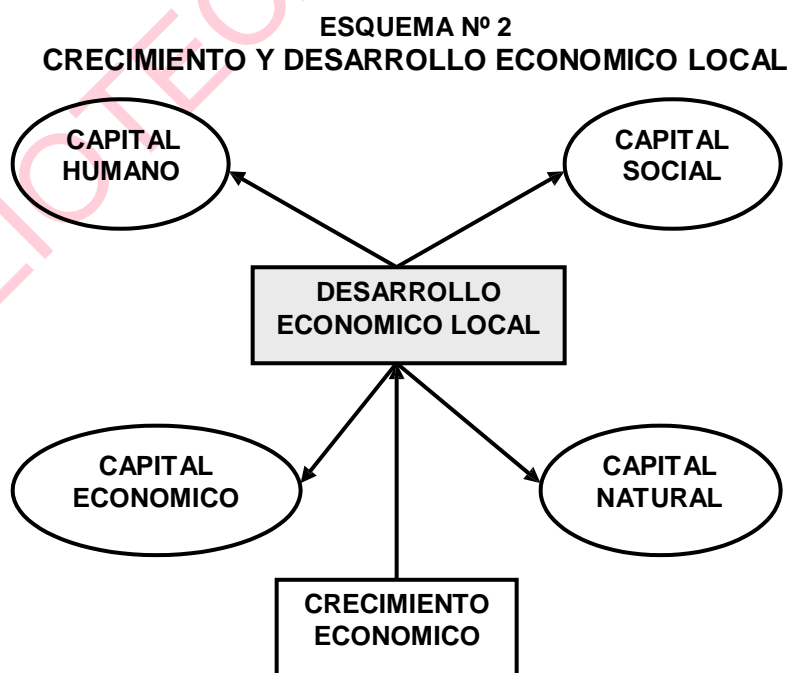 ESQUEMA Nº 2
CRECIMIENTO Y DESARROLLO ECONOMICO LOCAL
CAPITAL
HUMANO
CAPITAL
SOCIAL
DESARROLLO
ECONOMICO LOCAL
CAPITAL
ECONOMICO
CAPITAL
NATURAL
CRECIMIENTO
ECONOMICO